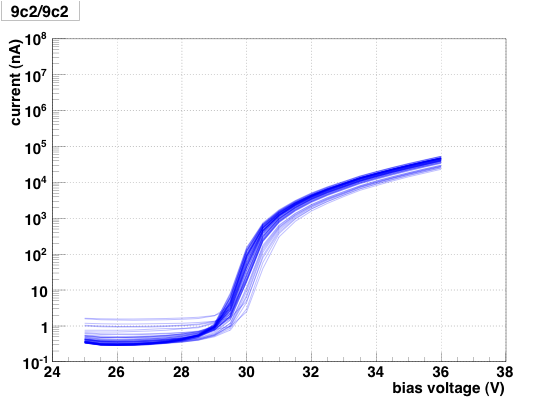 9c2/9c2
current (nA)
10⁸
10⁷
10⁶
10⁵
10⁴
10³
10²
10
1
10⁻¹
24 26 28 30 32 34 36 38
bias voltage (V)